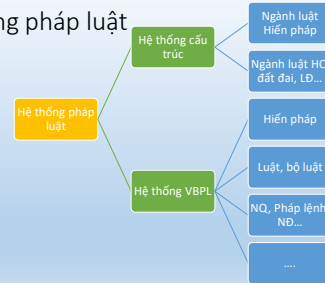 ng pháp luật
Hệ thống pháp
luật
Hệ thống cấu
trúc
Ngành luật
Hiến pháp
Ngành luật HC
đất đai, LĐ...
Hệ thống VBPL
Hiến pháp
Luật, bộ luật
NQ, Pháp lệnh
NĐ...
....